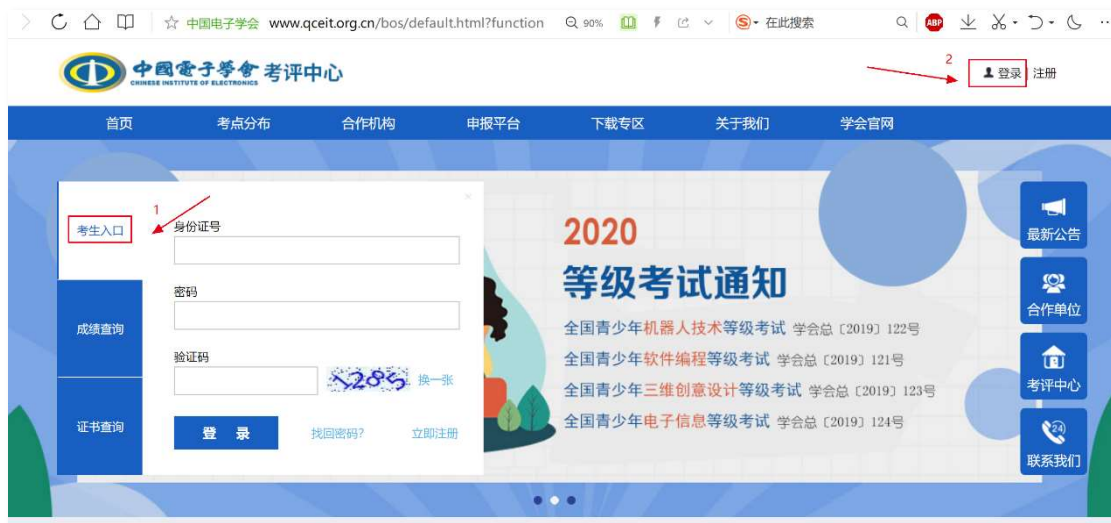 中国电子学会 www.qceit.org.cn/bos/default.html?function 90% 在此搜索 ABP
中國電子學會 考评中心
CHINESE INSTITUTE OF ELECTRONICS
2
登录 注册
首页 考点分布 合作机构 申报平台 下载专区 关于我们 学会官网
1
考生入口
成绩查询
证书查询
身份证号
密码
验证码
1285 换一张
登 录 找回密码? 立即注册
2020
等级考试通知
全国青少年机器人技术等级考试 学会总〔2019〕122号
全国青少年软件编程等级考试 学会总〔2019〕121号
全国青少年三维创意设计等级考试 学会总〔2019〕123号
全国青少年电子信息等级考试 学会总〔2019〕124号
最新公告
合作单位
考评中心
24
联系我们